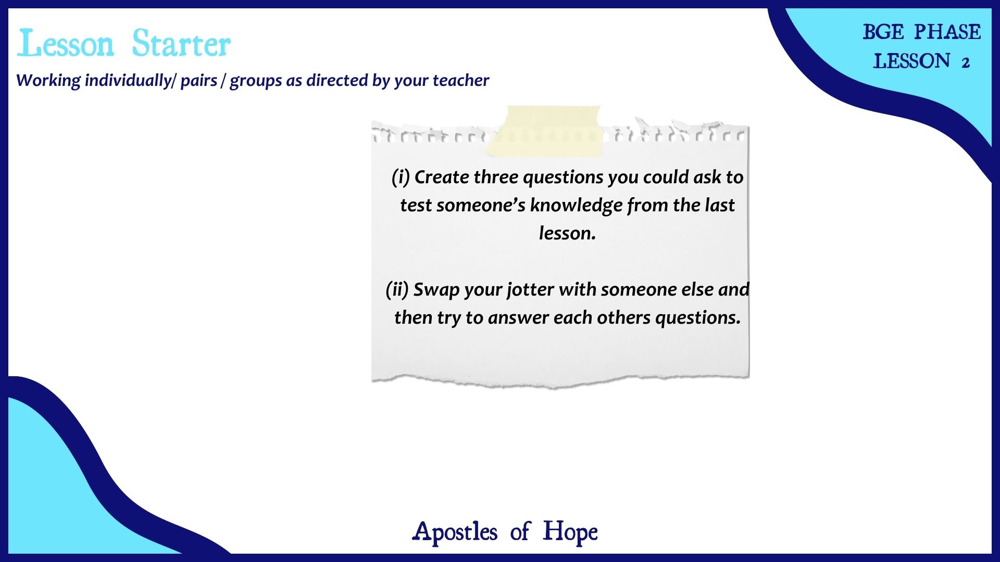 Lesson Starter
Working individually/ pairs / groups as directed by your teacher
BGE PHASE
LESSON 2
(i) Create three questions you could ask to
test someone’s knowledge from the last
lesson.
(ii) Swap your jotter with someone else and
then try to answer each others questions.
Apostles of Hope